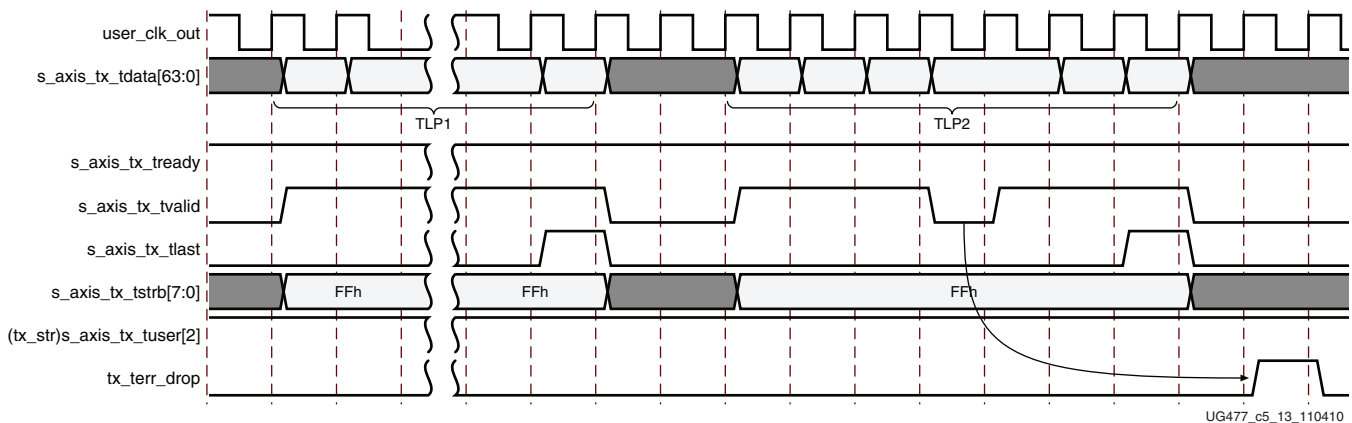 user_clk_out
s_axis_tx_tdata[63:0]
TLP1 TLP2
s_axis_tx_tready
s_axis_tx_tvalid
s_axis_tx_tlast
s_axis_tx_tstrb[7:0] FFh FFh FFh
(tx_str)s_axis_tx_tuser[2]
tx_terr_drop
UG477_c5_13_110410